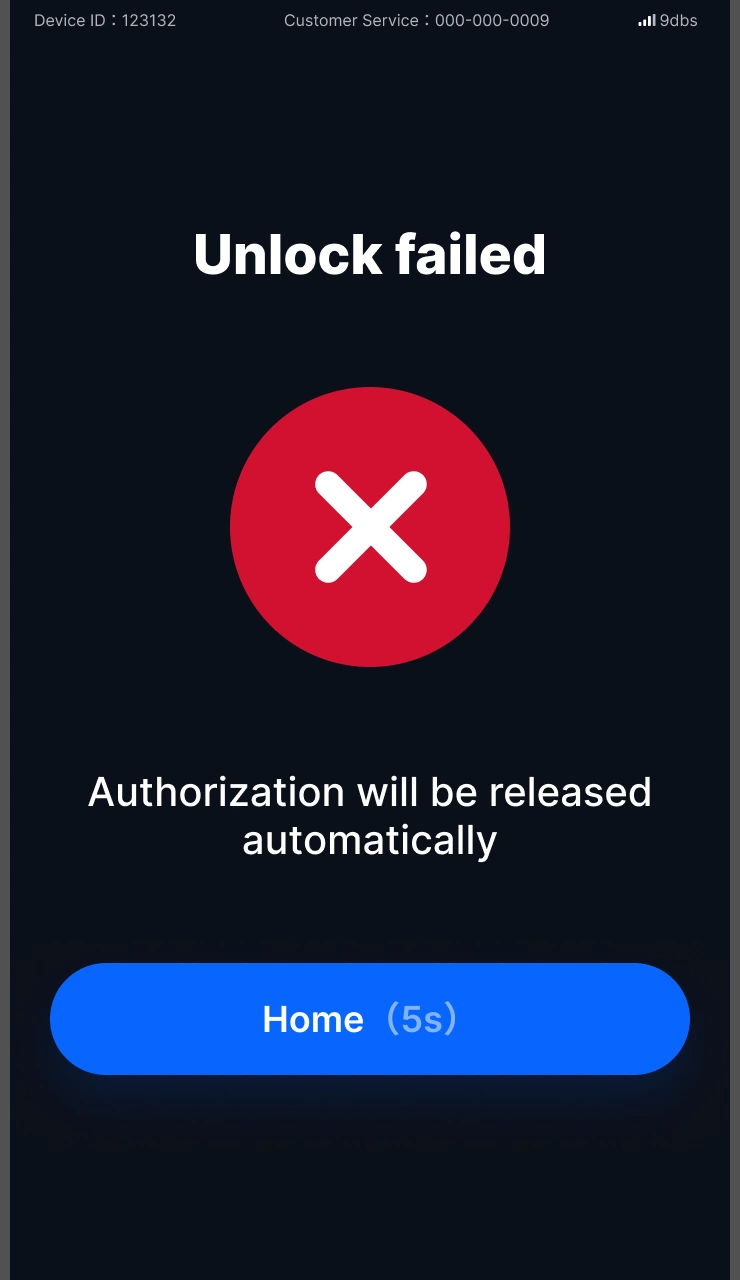 Device ID：123132
Customer Service：000-000-0009
9dbs
Unlock failed
Authorization will be released
automatically
Home（5s）